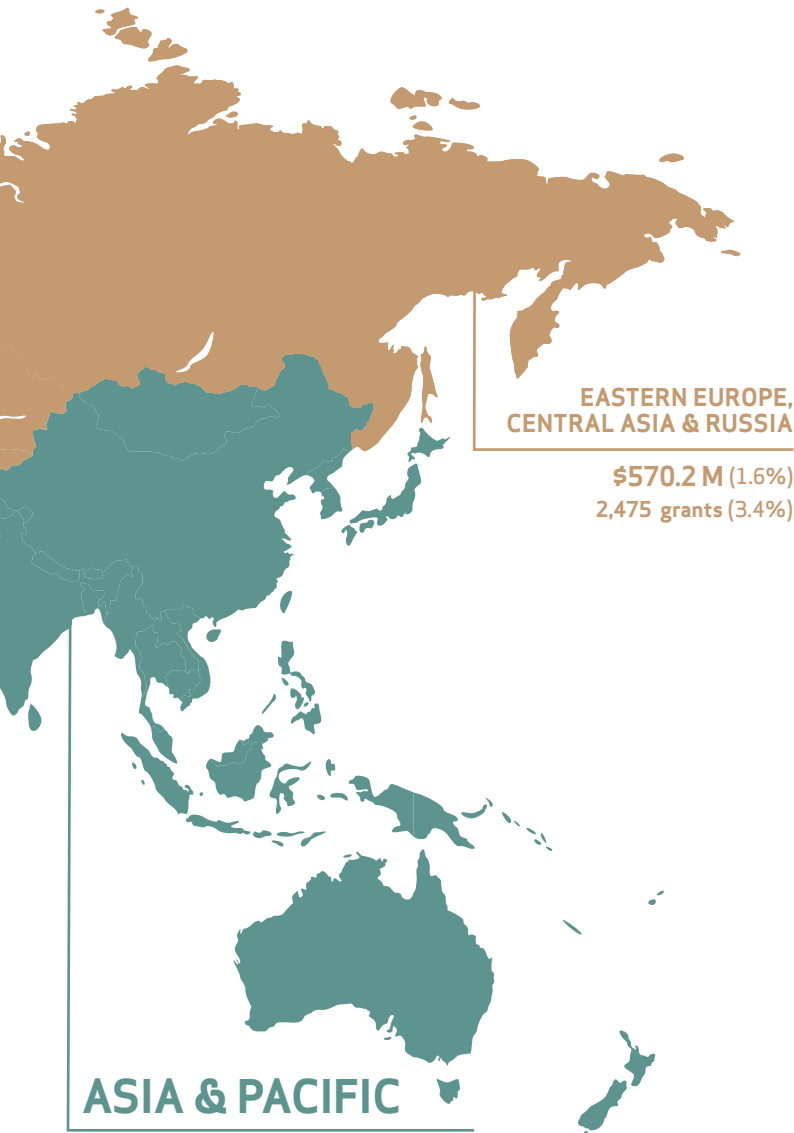 EASTERN EUROPE,
CENTRAL ASIA & RUSSIA
$570.2 M (1.6%)
2,475 grants (3.4%)
ASIA & PACIFIC